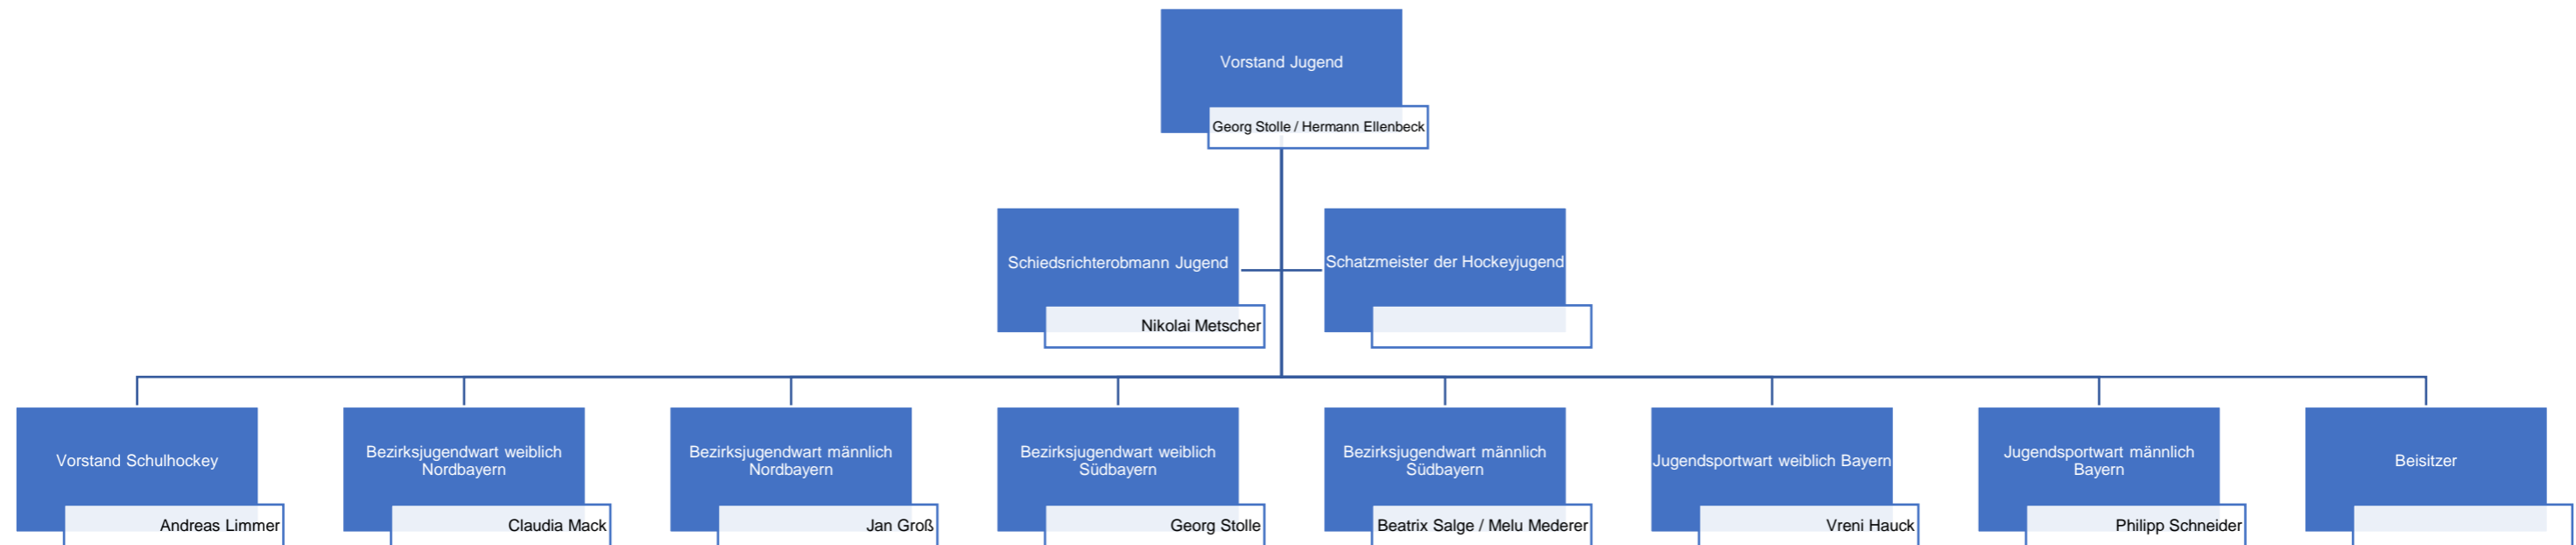 Vorstand Jugend
Georg Stolle / Hermann Ellenbeck
Schiedsrichterobmann Jugend
Nikolai Metscher
Schatzmeister der Hockeyjugend
Vorstand Schulhockey
Andreas Limmer
Bezirksjugendwart weiblich
Nordbayern
Claudia Mack
Bezirksjugendwart männlich
Nordbayern
Jan Groß
Bezirksjugendwart weiblich
Südbayern
Georg Stolle
Bezirksjugendwart männlich
Südbayern
Beatrix Salge / Melu Mederer
Jugendsportwart weiblich Bayern
Vreni Hauck
Jugendsportwart männlich
Bayern
Philipp Schneider
Beisitzer